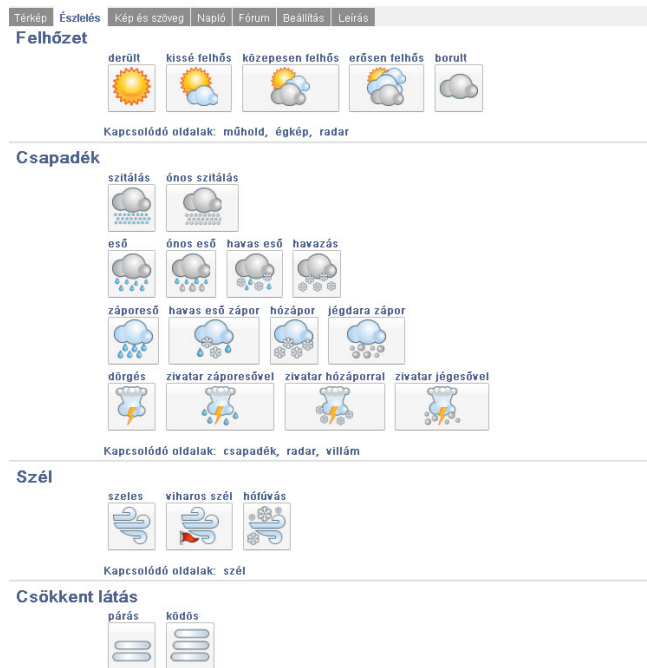 Térkép Észlelés Kép és szöveg Napló Fórum Beállítás Leírás
Felhőzet
derült kissé felhős közepesen felhős erősen felhős borult
Kapcsolódó oldalak: műhold, égkép, radar
Csapadék
szitálás ónos szitálás
eső ónos eső havas eső havazás
záporeső havas eső zápor hózápor jégdara zápor
dörgés zivatar záporesővel zivatar hózáporral zivatar jégesővel
Kapcsolódó oldalak: csapadék, radar, villám
Szél
szeles viharos szél hófúvás
Kapcsolódó oldalak: szél
Csökkent látás
párás ködös